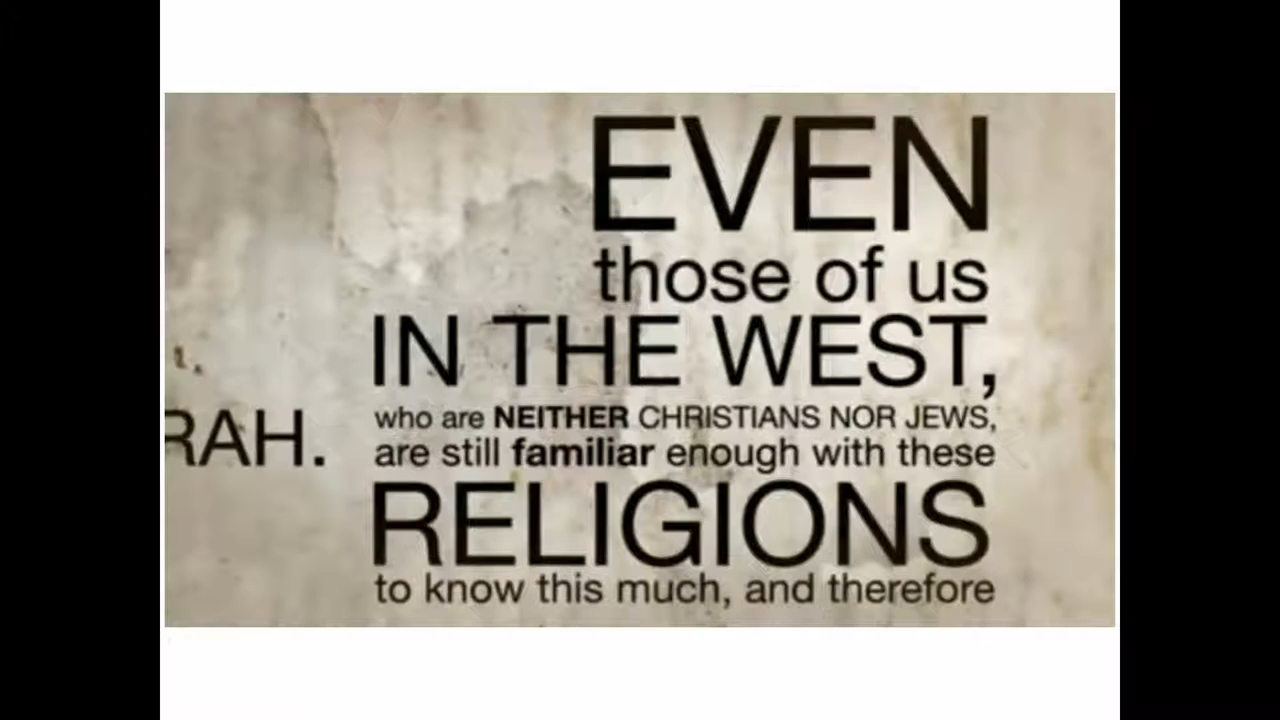 EVEN
those of us
IN THE WEST,
who are NEITHER CHRISTIANS NOR JEWS,
RAH.
are still familiar enough with these
RELIGIONS
to know this much, and therefore